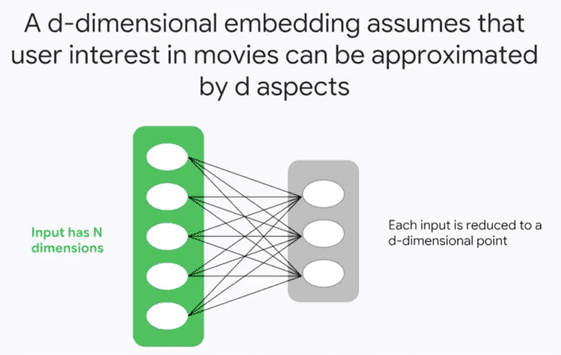 A d-dimensional embedding assumes that
user interest in movies can be approximated
by d aspects
Input has N
dimensions
Each input is reduced to a
d-dimensional point